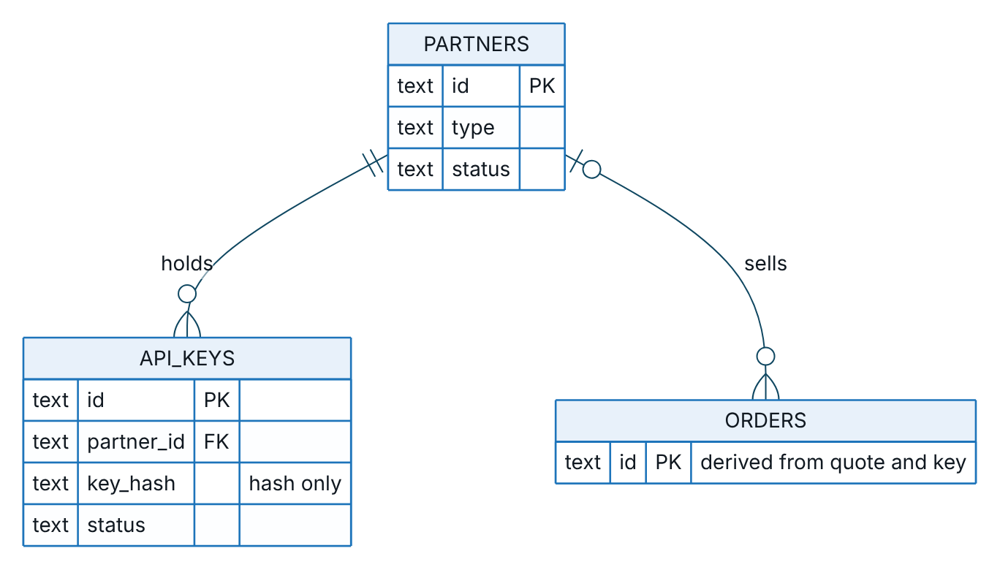 PARTNERS
text id PK
text type
text status
holds
sells
API_KEYS
text id PK
text partner_id FK
text key_hash hash only
text status
ORDERS
text id PK derived from quote and key